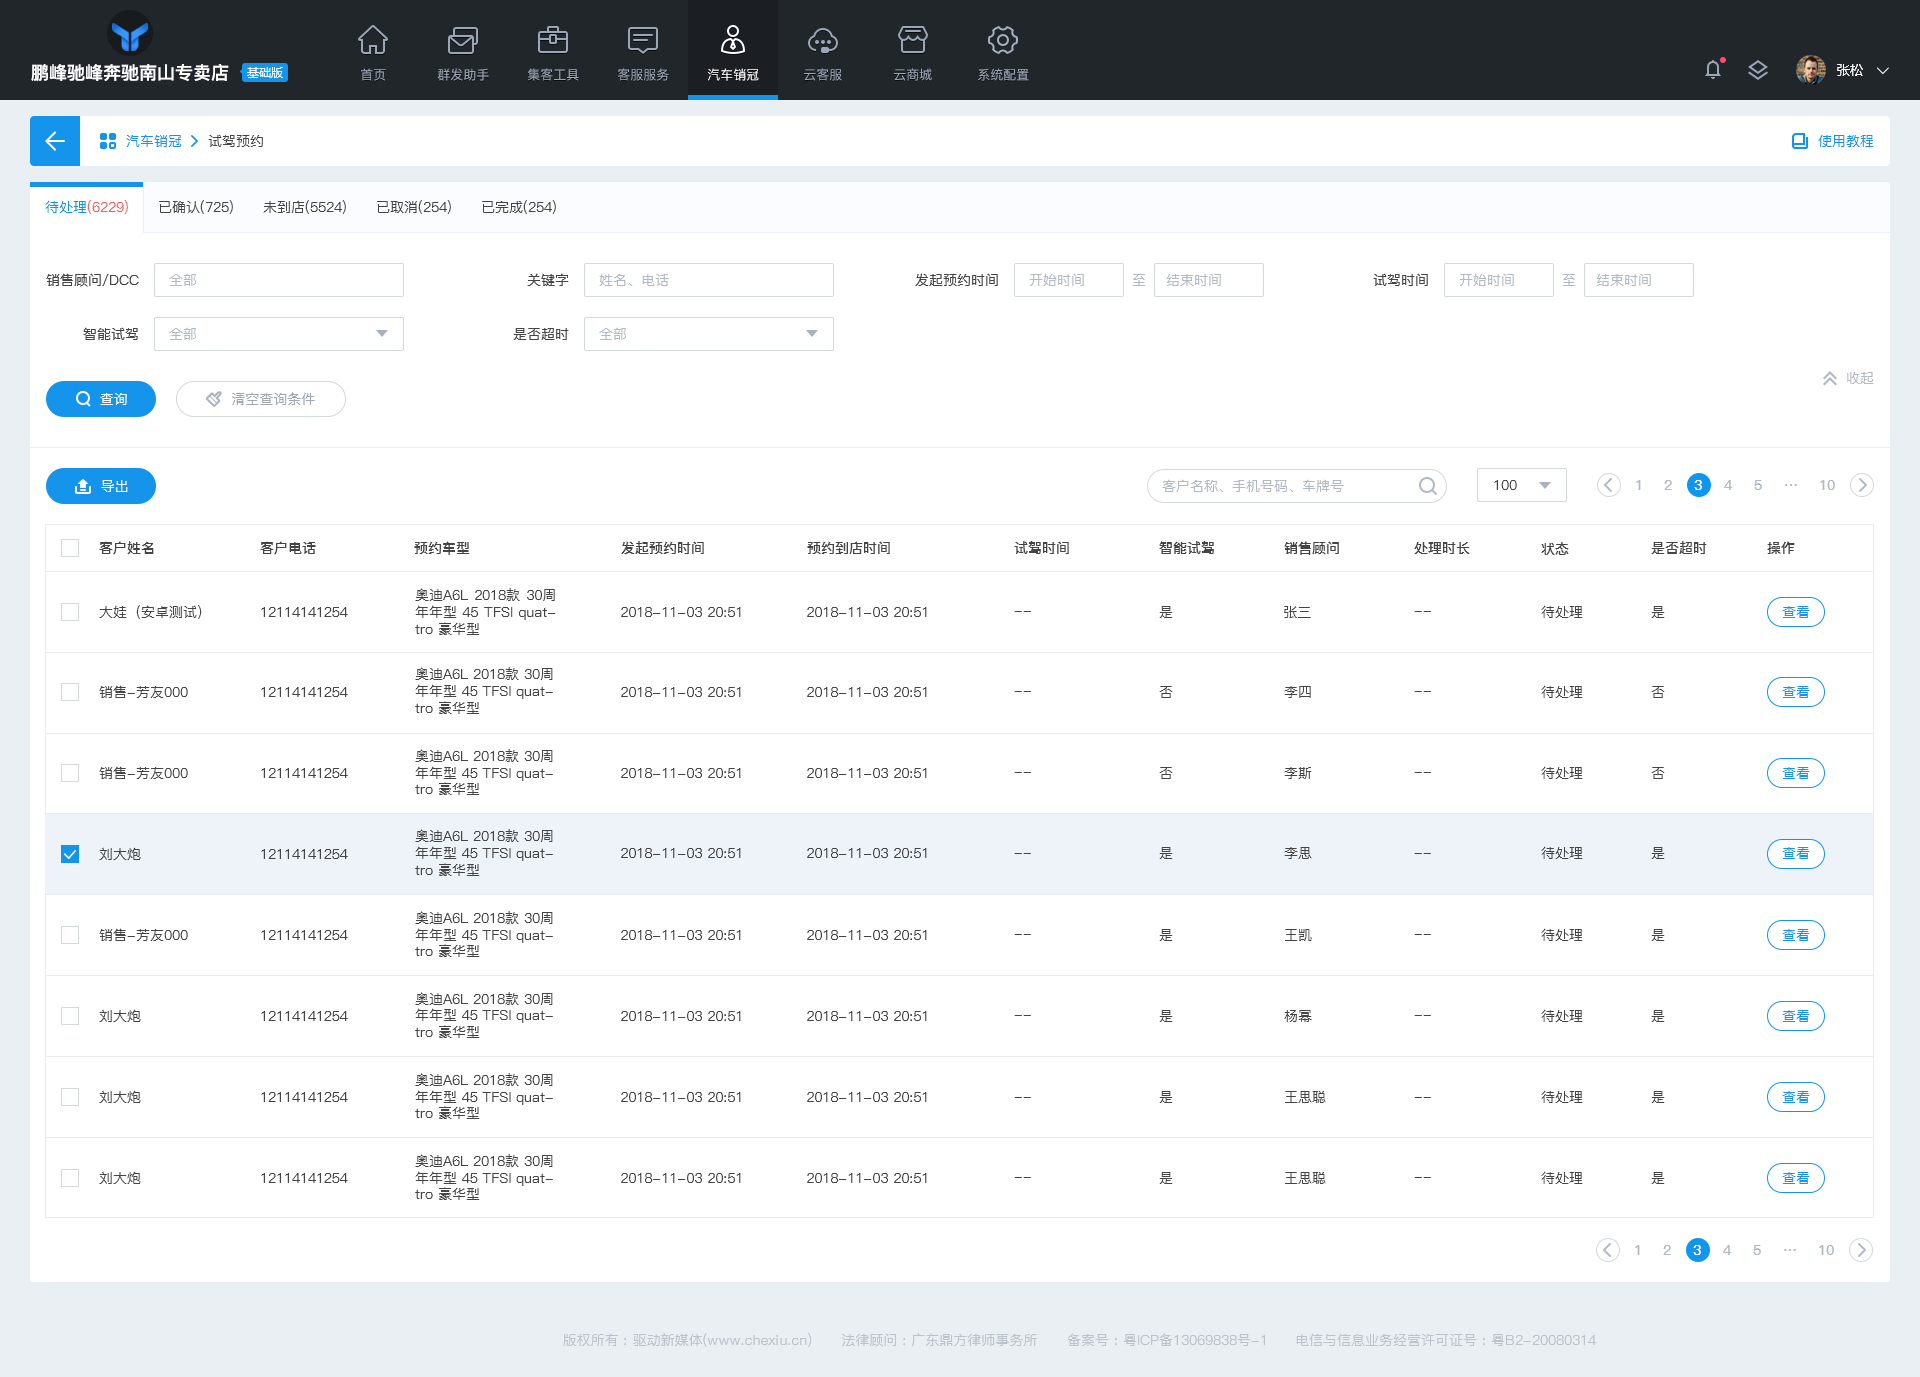 鹏峰驰峰奔驰南山专卖店 基础版
首页 群发助手 集客工具 客服服务 汽车销冠 云客服 云商城 系统配置
张松
汽车销冠 试驾预约
使用教程
待处理(6229) 已确认(725) 未到店(5524) 已取消(254) 已完成(254)
销售顾问/DCC 全部 关键字 姓名、电话 发起预约时间 开始时间 至 结束时间 试驾时间 开始时间 至 结束时间
智能试驾 全部 是否超时 全部
收起
查询 清空查询条件
导出 客户名称、手机号码、车牌号 100 1 2 3 4 5 ··· 10
客户姓名 客户电话 预约车型 发起预约时间 预约到店时间 试驾时间 智能试驾 销售顾问 处理时长 状态 是否超时 操作
奥迪A6L 2018款 30周
大娃（安卓测试） 12114141254 年年型 45 TFSI quat- 2018-11-03 20:51 2018-11-03 20:51 -- 是 张三 -- 待处理 是 查看
tro 豪华型
奥迪A6L 2018款 30周
销售-芳友000 12114141254 年年型 45 TFSI quat- 2018-11-03 20:51 2018-11-03 20:51 -- 否 李四 -- 待处理 否 查看
tro 豪华型
奥迪A6L 2018款 30周
销售-芳友000 12114141254 年年型 45 TFSI quat- 2018-11-03 20:51 2018-11-03 20:51 -- 否 李斯 -- 待处理 否 查看
tro 豪华型
奥迪A6L 2018款 30周
刘大炮 12114141254 年年型 45 TFSI quat- 2018-11-03 20:51 2018-11-03 20:51 -- 是 李思 -- 待处理 是 查看
tro 豪华型
奥迪A6L 2018款 30周
销售-芳友000 12114141254 年年型 45 TFSI quat- 2018-11-03 20:51 2018-11-03 20:51 -- 是 王凯 -- 待处理 是 查看
tro 豪华型
奥迪A6L 2018款 30周
刘大炮 12114141254 年年型 45 TFSI quat- 2018-11-03 20:51 2018-11-03 20:51 -- 是 杨幂 -- 待处理 是 查看
tro 豪华型
奥迪A6L 2018款 30周
刘大炮 12114141254 年年型 45 TFSI quat- 2018-11-03 20:51 2018-11-03 20:51 -- 是 王思聪 -- 待处理 是 查看
tro 豪华型
奥迪A6L 2018款 30周
刘大炮 12114141254 年年型 45 TFSI quat- 2018-11-03 20:51 2018-11-03 20:51 -- 是 王思聪 -- 待处理 是 查看
tro 豪华型
1 2 3 4 5 ··· 10
版权所有：驱动新媒体(www.chexiu.cn) 法律顾问：广东鼎方律师事务所 备案号：粤ICP备13069838号-1 电信与信息业务经营许可证号：粤B2-20080314